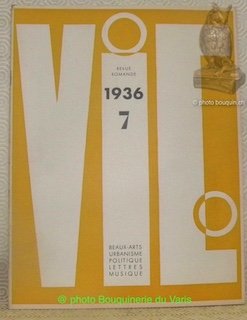 © photo bouquin.ch
ViE
REVUE
ROMANDE
1936
7
BEAUX-ARTS
URBANISME
POLITIQUE
LETTRES
MUSIQUE
© photo Bouquinerie du Varis